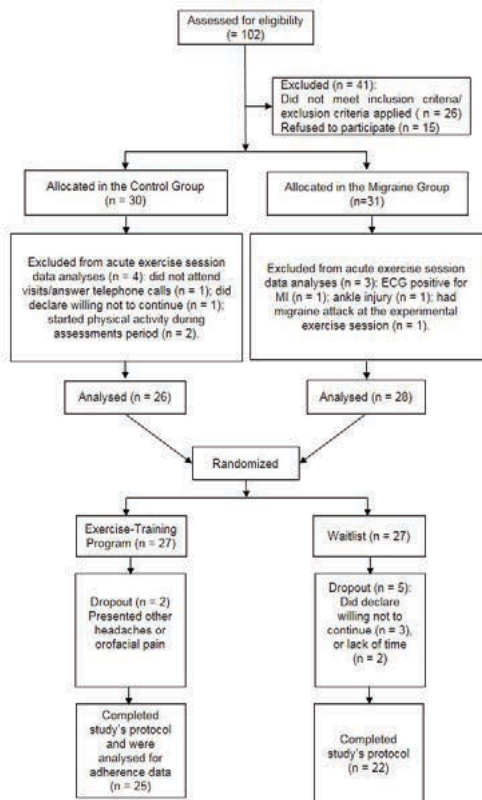 Assessed for eligibility
(= 102)
Excluded (n = 41):
Did not meet inclusion criteria/
exclusion criteria applied ( n = 26)
Refused to participate (n = 15)
Allocated in the Control Group
(n = 30)
Allocated in the Migraine Group
(n=31)
Excluded from acute exercise session
data analyses (n = 4): did not attend
visits/answer telephone calls (n = 1); did
declare willing not to continue (n = 1);
started physical activity during
assessments period (n = 2).
Excluded from acute exercise session
data analyses (n = 3): ECG positive for
MI (n = 1); ankle injury (n = 1); had
migraine attack at the experimental
exercise session (n = 1).
Analysed (n = 26)
Analysed (n = 28)
Randomized
Exercise-Training
Program (n = 27)
Waitlist (n = 27)
Dropout (n = 2)
Presented other
headaches or
orofacial pain
Dropout (n = 5):
Did declare
willing not to
continue (n = 3),
or lack of time
(n = 2)
Completed
study's protocol
and were
analysed for
adherence data
(n = 25)
Completed
study's protocol
(n = 22)